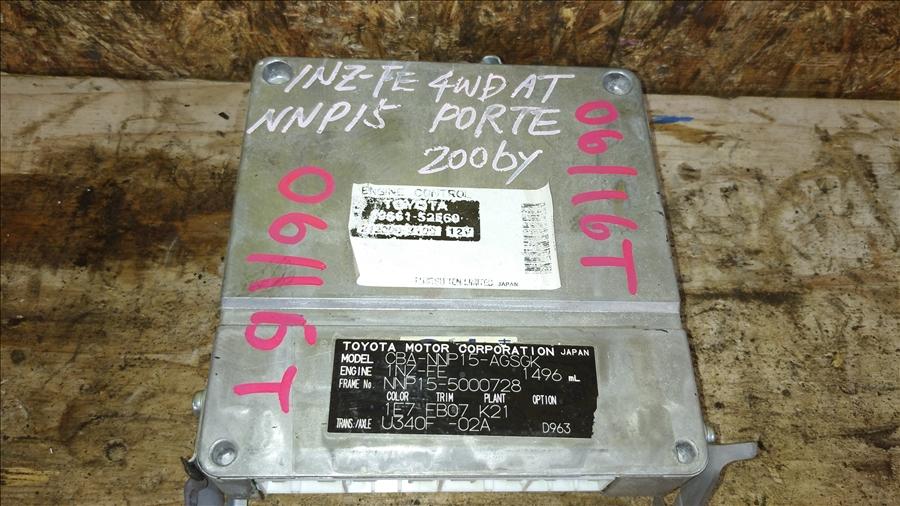 1NZ-FE 4WD AT
NNP15 PORTE
2006y
06116T
06116T
ENGINE CONTROL
TOYOTA
89661-52E60
12V
FUJITSU TEN LIMITED JAPAN
TOYOTA MOTOR CORPORATION JAPAN
MODEL CBA-NNP15-AGSGK
ENGINE 1NZ-FE 1496 mL
FRAME No. NNP15-5000728
COLOR TRIM PLANT OPTION
1E7 FB07 K21
TRANS./AXLE U340F -02A D963